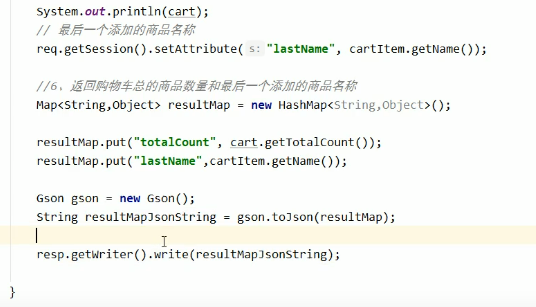 System.out.println(cart);
// 最后一个添加的商品名称
req.getSession().setAttribute( s: "lastName", cartItem.getName());
//6、返回购物车总的商品数量和最后一个添加的商品名称
Map<String,Object> resultMap = new HashMap<String,Object>();
resultMap.put("totalCount", cart.getTotalCount());
resultMap.put("lastName",cartItem.getName());
Gson gson = new Gson();
String resultMapJsonString = gson.toJson(resultMap);
resp.getWriter().write(resultMapJsonString);
}